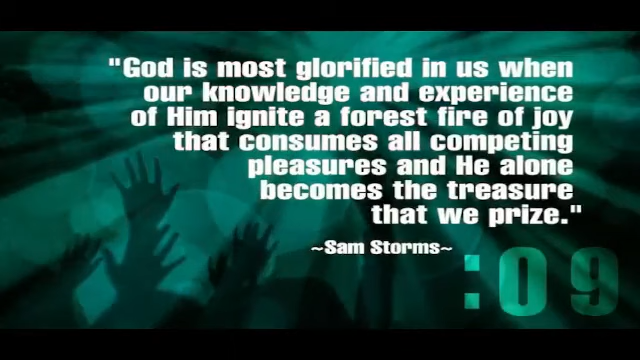 "God is most glorified in us when
our knowledge and experience
of Him ignite a forest fire of joy
that consumes all competing
pleasures and He alone
becomes the treasure
that we prize."
~Sam Storms~
:09